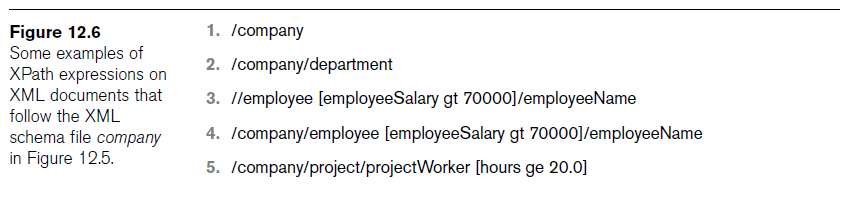 Figure 12.6
Some examples of
XPath expressions on
XML documents that
follow the XML
schema file company
in Figure 12.5.
1. /company
2. /company/department
3. //employee [employeeSalary gt 70000]/employeeName
4. /company/employee [employeeSalary gt 70000]/employeeName
5. /company/project/projectWorker [hours ge 20.0]